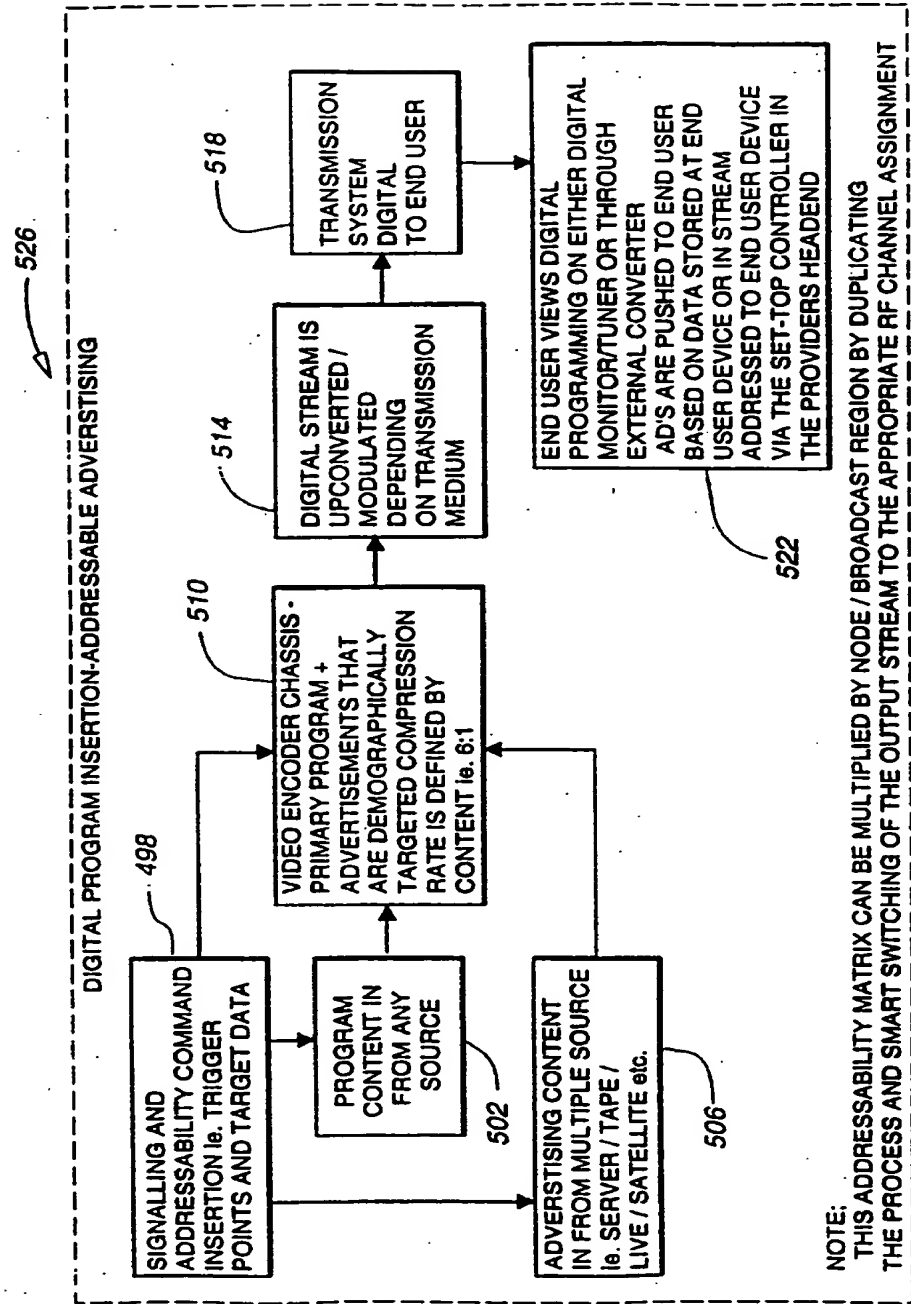 526
DIGITAL PROGRAM INSERTION-ADDRESSABLE ADVERSTISING
498
SIGNALLING AND
ADDRESSABILITY COMMAND
INSERTION Ie. TRIGGER
POINTS AND TARGET DATA
PROGRAM
CONTENT IN
FROM ANY
SOURCE
502
ADVERSTISING CONTENT
IN FROM MULTIPLE SOURCE
Ie. SERVER / TAPE /
LIVE / SATELLITE etc.
506
510
VIDEO ENCODER CHASSIS -
PRIMARY PROGRAM +
ADVERTISEMENTS THAT
ARE DEMOGRAPHICALLY
TARGETED COMPRESSION
RATE IS DEFINED BY
CONTENT Ie. 6:1
514
DIGITAL STREAM IS
UPCONVERTED /
MODULATED
DEPENDING
ON TRANSMISSION
MEDIUM
518
TRANSMISSION
SYSTEM
DIGITAL
TO END USER
END USER VIEWS DIGITAL
PROGRAMMING ON EITHER DIGITAL
MONITOR/TUNER OR THROUGH
EXTERNAL CONVERTER
AD'S ARE PUSHED TO END USER
BASED ON DATA STORED AT END
USER DEVICE OR IN STREAM
ADDRESSED TO END USER DEVICE
VIA THE SET-TOP CONTROLLER IN
THE PROVIDERS HEADEND
522
NOTE:
THIS ADDRESSABILITY MATRIX CAN BE MULTIPLIED BY NODE / BROADCAST REGION BY DUPLICATING
THE PROCESS AND SMART SWITCHING OF THE OUTPUT STREAM TO THE APPROPRIATE RF CHANNEL ASSIGNMENT